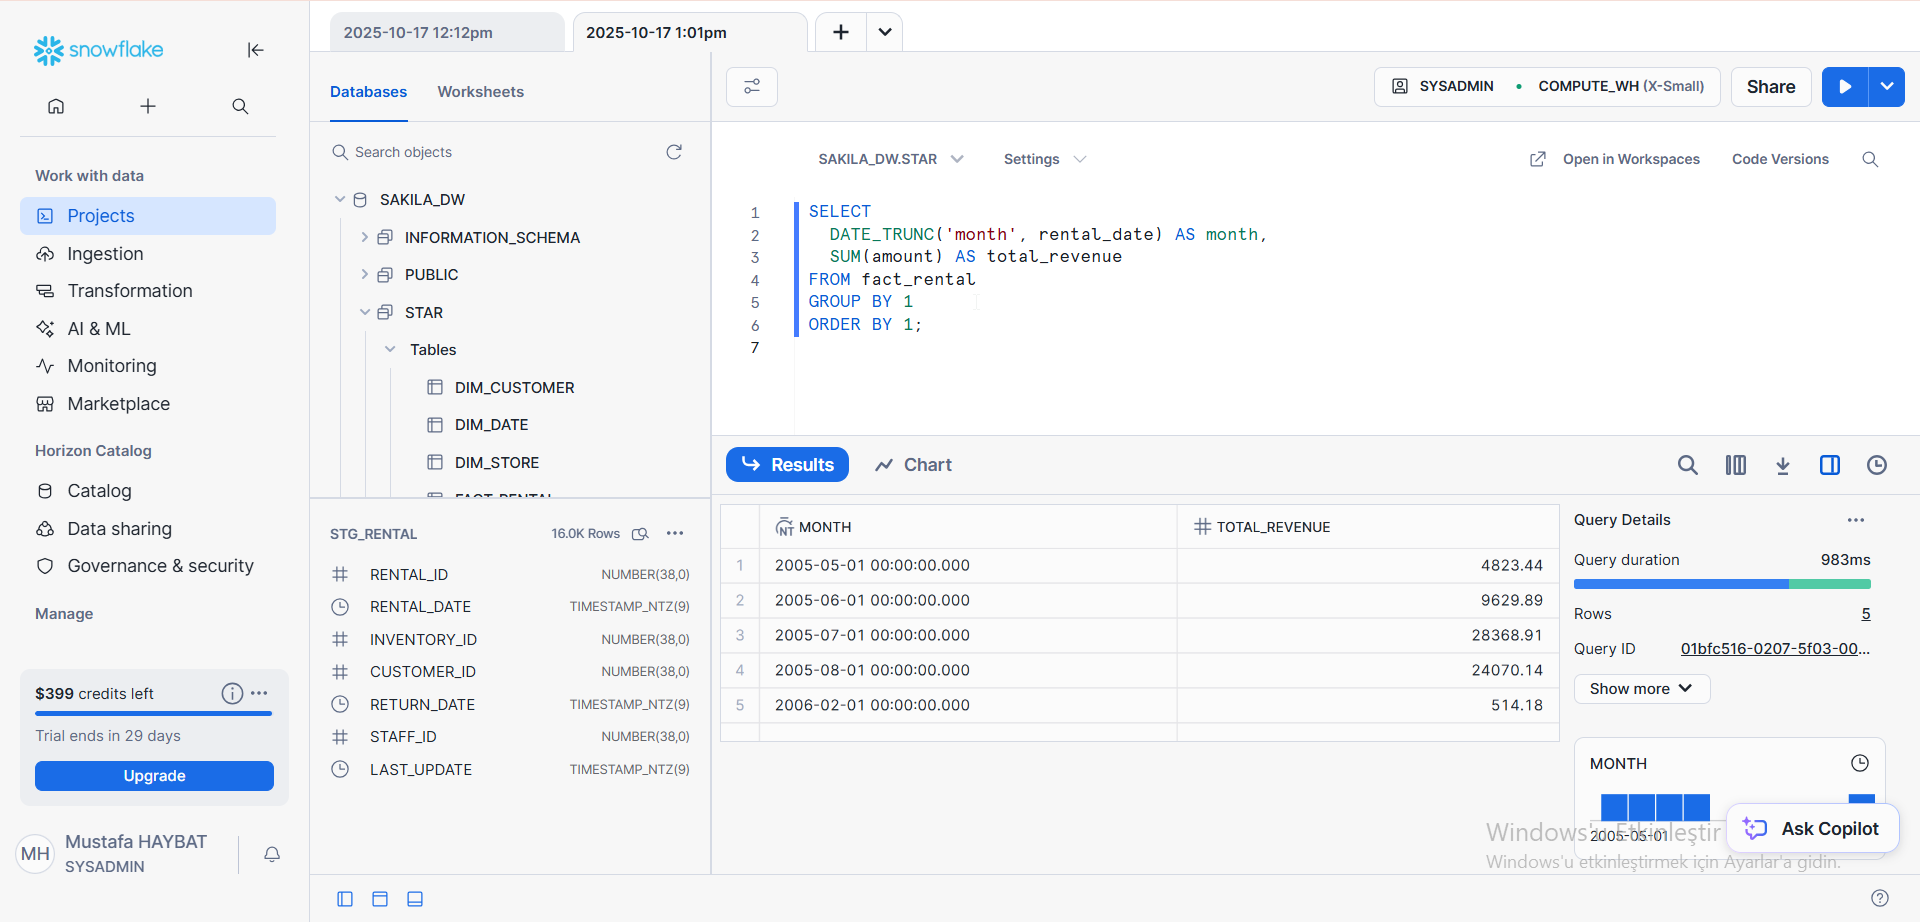 snowflake
Work with data
Projects
Ingestion
Transformation
AI & ML
Monitoring
Marketplace
Horizon Catalog
Catalog
Data sharing
Governance & security
Manage
$399 credits left
Trial ends in 29 days
Upgrade
MH
Mustafa HAYBAT
SYSADMIN
2025-10-17 12:12pm
2025-10-17 1:01pm
Databases
Worksheets
Search objects
SAKILA_DW
INFORMATION_SCHEMA
PUBLIC
STAR
Tables
DIM_CUSTOMER
DIM_DATE
DIM_STORE
FACT_RENTAL
STG_RENTAL 16.0K Rows
RENTAL_ID NUMBER(38,0)
RENTAL_DATE TIMESTAMP_NTZ(9)
INVENTORY_ID NUMBER(38,0)
CUSTOMER_ID NUMBER(38,0)
RETURN_DATE TIMESTAMP_NTZ(9)
STAFF_ID NUMBER(38,0)
LAST_UPDATE TIMESTAMP_NTZ(9)
SYSADMIN • COMPUTE_WH (X-Small)
Share
SAKILA_DW.STAR
Settings
Open in Workspaces
Code Versions
1 SELECT
2 DATE_TRUNC('month', rental_date) AS month,
3 SUM(amount) AS total_revenue
4 FROM fact_rental
5 GROUP BY 1
6 ORDER BY 1;
7
Results
Chart
NT MONTH TOTAL_REVENUE
1 2005-05-01 00:00:00.000 4823.44
2 2005-06-01 00:00:00.000 9629.89
3 2005-07-01 00:00:00.000 28368.91
4 2005-08-01 00:00:00.000 24070.14
5 2006-02-01 00:00:00.000 514.18
Query Details
Query duration 983ms
Rows 5
Query ID 01bfc516-0207-5f03-00...
Show more
MONTH
2005-05-01
Ask Copilot
Windows'u Etkinleştir
Windows'u etkinleştirmek için Ayarlar'a gidin.